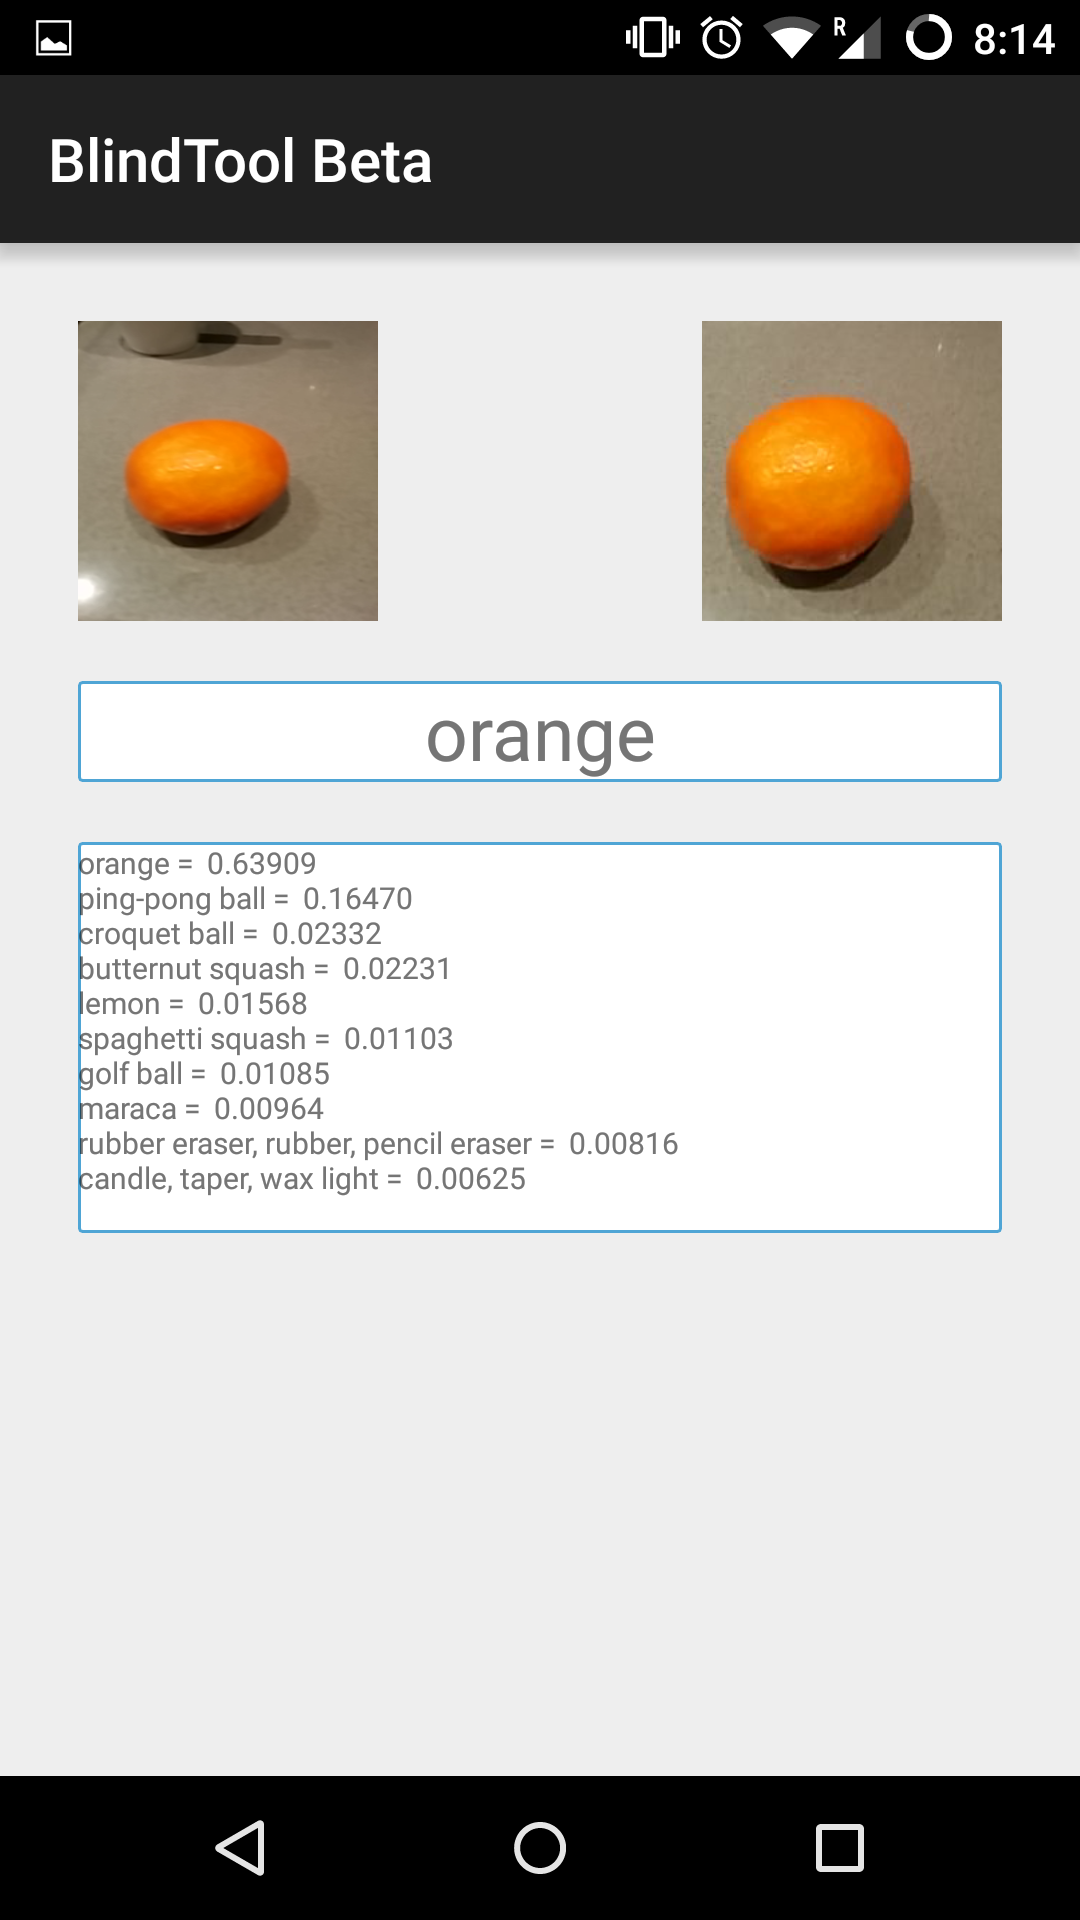 R 8:14
BlindTool Beta
orange
orange = 0.63909
ping-pong ball = 0.16470
croquet ball = 0.02332
butternut squash = 0.02231
lemon = 0.01568
spaghetti squash = 0.01103
golf ball = 0.01085
maraca = 0.00964
rubber eraser, rubber, pencil eraser = 0.00816
candle, taper, wax light = 0.00625